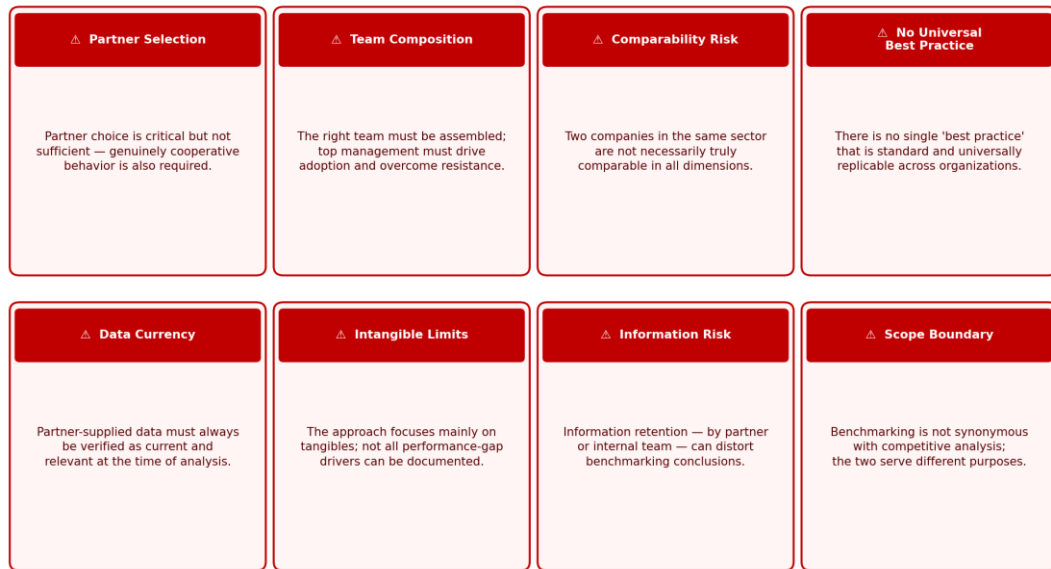 ⚠ Partner Selection
Partner choice is critical but not
sufficient — genuinely cooperative
behavior is also required.
⚠ Team Composition
The right team must be assembled;
top management must drive
adoption and overcome resistance.
⚠ Comparability Risk
Two companies in the same sector
are not necessarily truly
comparable in all dimensions.
⚠ No Universal
Best Practice
There is no single 'best practice'
that is standard and universally
replicable across organizations.
⚠ Data Currency
Partner-supplied data must always
be verified as current and
relevant at the time of analysis.
⚠ Intangible Limits
The approach focuses mainly on
tangibles; not all performance-gap
drivers can be documented.
⚠ Information Risk
Information retention — by partner
or internal team — can distort
benchmarking conclusions.
⚠ Scope Boundary
Benchmarking is not synonymous
with competitive analysis;
the two serve different purposes.